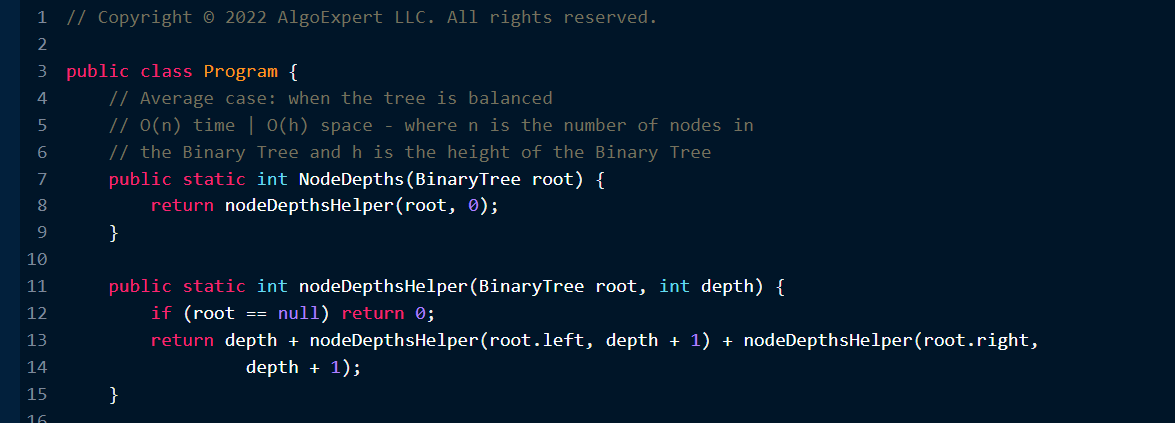 1 // Copyright © 2022 AlgoExpert LLC. All rights reserved.
2
3 public class Program {
4     // Average case: when the tree is balanced
5     // O(n) time | O(h) space - where n is the number of nodes in
6     // the Binary Tree and h is the height of the Binary Tree
7     public static int NodeDepths(BinaryTree root) {
8         return nodeDepthsHelper(root, 0);
9     }
10
11     public static int nodeDepthsHelper(BinaryTree root, int depth) {
12         if (root == null) return 0;
13         return depth + nodeDepthsHelper(root.left, depth + 1) + nodeDepthsHelper(root.right,
14                  depth + 1);
15     }
16